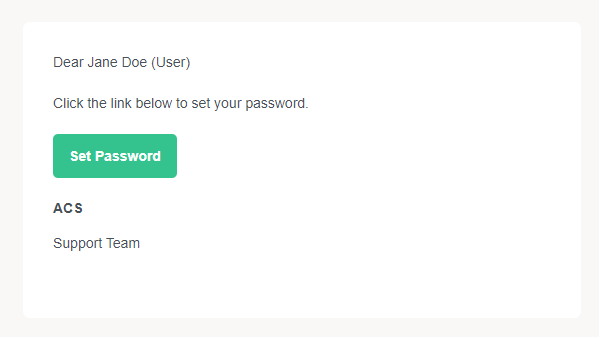 Dear Jane Doe (User)
Click the link below to set your password.
Set Password
ACS
Support Team